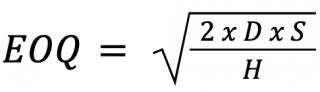 EOQ = √(2 x D x S / H)